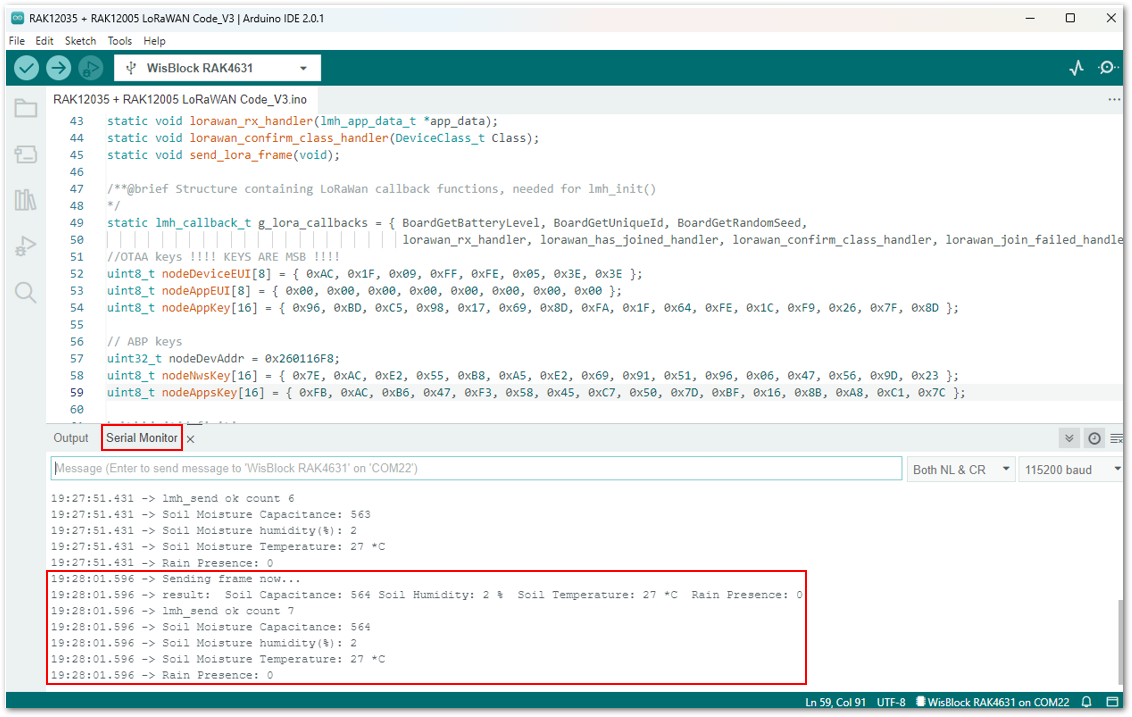 RAK12035 + RAK12005 LoRaWAN Code_V3 | Arduino IDE 2.0.1
File Edit Sketch Tools Help
WisBlock RAK4631
RAK12035 + RAK12005 LoRaWAN Code_V3.ino
43 static void lorawan_rx_handler(lmh_app_data_t *app_data);
44 static void lorawan_confirm_class_handler(DeviceClass_t Class);
45 static void send_lora_frame(void);
46
47 /**@brief Structure containing LoRaWan callback functions, needed for lmh_init()
48 */
49 static lmh_callback_t g_lora_callbacks = { BoardGetBatteryLevel, BoardGetUniqueId, BoardGetRandomSeed,
50 lorawan_rx_handler, lorawan_has_joined_handler, lorawan_confirm_class_handler, lorawan_join_failed_handle
51 //OTAA keys !!!! KEYS ARE MSB !!!!
52 uint8_t nodeDeviceEUI[8] = { 0xAC, 0x1F, 0x09, 0xFF, 0xFE, 0x05, 0x3E, 0x3E };
53 uint8_t nodeAppEUI[8] = { 0x00, 0x00, 0x00, 0x00, 0x00, 0x00, 0x00, 0x00 };
54 uint8_t nodeAppKey[16] = { 0x96, 0xBD, 0xC5, 0x98, 0x17, 0x69, 0x8D, 0xFA, 0x1F, 0x64, 0xFE, 0x1C, 0xF9, 0x26, 0x7F, 0x8D };
55
56 // ABP keys
57 uint32_t nodeDevAddr = 0x260116F8;
58 uint8_t nodeNwsKey[16] = { 0x7E, 0xAC, 0xE2, 0x55, 0xB8, 0xA5, 0xE2, 0x69, 0x91, 0x51, 0x96, 0x06, 0x47, 0x56, 0x9D, 0x23 };
59 uint8_t nodeAppsKey[16] = { 0xFB, 0xAC, 0xB6, 0x47, 0xF3, 0x58, 0x45, 0xC7, 0x50, 0x7D, 0xBF, 0x16, 0x8B, 0xA8, 0xC1, 0x7C };
60
Output Serial Monitor
Message (Enter to send message to 'WisBlock RAK4631' on 'COM22')
Both NL & CR
115200 baud
19:27:51.431 -> lmh_send ok count 6
19:27:51.431 -> Soil Moisture Capacitance: 563
19:27:51.431 -> Soil Moisture humidity(%): 2
19:27:51.431 -> Soil Moisture Temperature: 27 *C
19:27:51.431 -> Rain Presence: 0
19:28:01.596 -> Sending frame now...
19:28:01.596 -> result:  Soil Capacitance: 564 Soil Humidity: 2 %  Soil Temperature: 27 *C  Rain Presence: 0
19:28:01.596 -> lmh_send ok count 7
19:28:01.596 -> Soil Moisture Capacitance: 564
19:28:01.596 -> Soil Moisture humidity(%): 2
19:28:01.596 -> Soil Moisture Temperature: 27 *C
19:28:01.596 -> Rain Presence: 0
Ln 59, Col 91 UTF-8 WisBlock RAK4631 on COM22